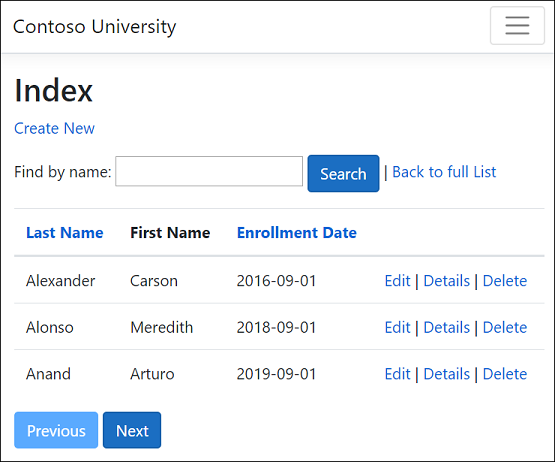 Contoso University
Index
Create New
Find by name: Search | Back to full List
Last Name First Name Enrollment Date
Alexander Carson 2016-09-01 Edit | Details | Delete
Alonso Meredith 2018-09-01 Edit | Details | Delete
Anand Arturo 2019-09-01 Edit | Details | Delete
Previous Next